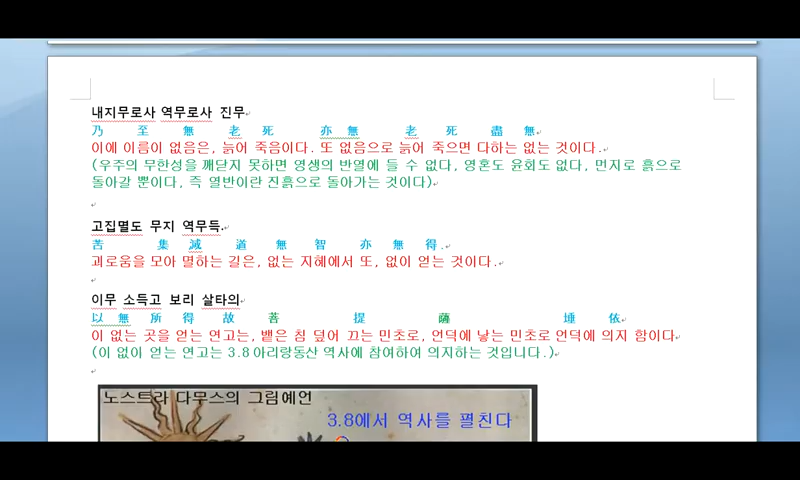 내지무로사 역무로사 진무
乃 至 無 老 死 亦 無 老 死 盡 無
이에 이름이 없음은, 늙어 죽음이다. 또 없음으로 늙어 죽으면 다하는 없는 것이다.
(우주의 무한성을 깨닫지 못하면 영생의 반열에 들 수 없다, 영혼도 윤회도 없다, 먼지로 흙으로
돌아갈 뿐이다, 즉 열반이란 진흙으로 돌아가는 것이다)
고집멸도 무지 역무득.
苦 集 滅 道 無 智 亦 無 得.
괴로움을 모아 멸하는 길은, 없는 지혜에서 또, 없이 얻는 것이다.
이무 소득고 보리 살타의
以 無 所 得 故 菩 提 薩 埵 依
이 없는 곳을 얻는 연고는, 뱉은 침 덮어 끄는 민초로, 언덕에 낳는 민초로 언덕에 의지 함이다
(이 없이 얻는 연고는 3.8 아리랑동산 역사에 참여하여 의지하는 것입니다.)
노스트라 다무스의 그림예언
3.8에서 역사를 펼친다